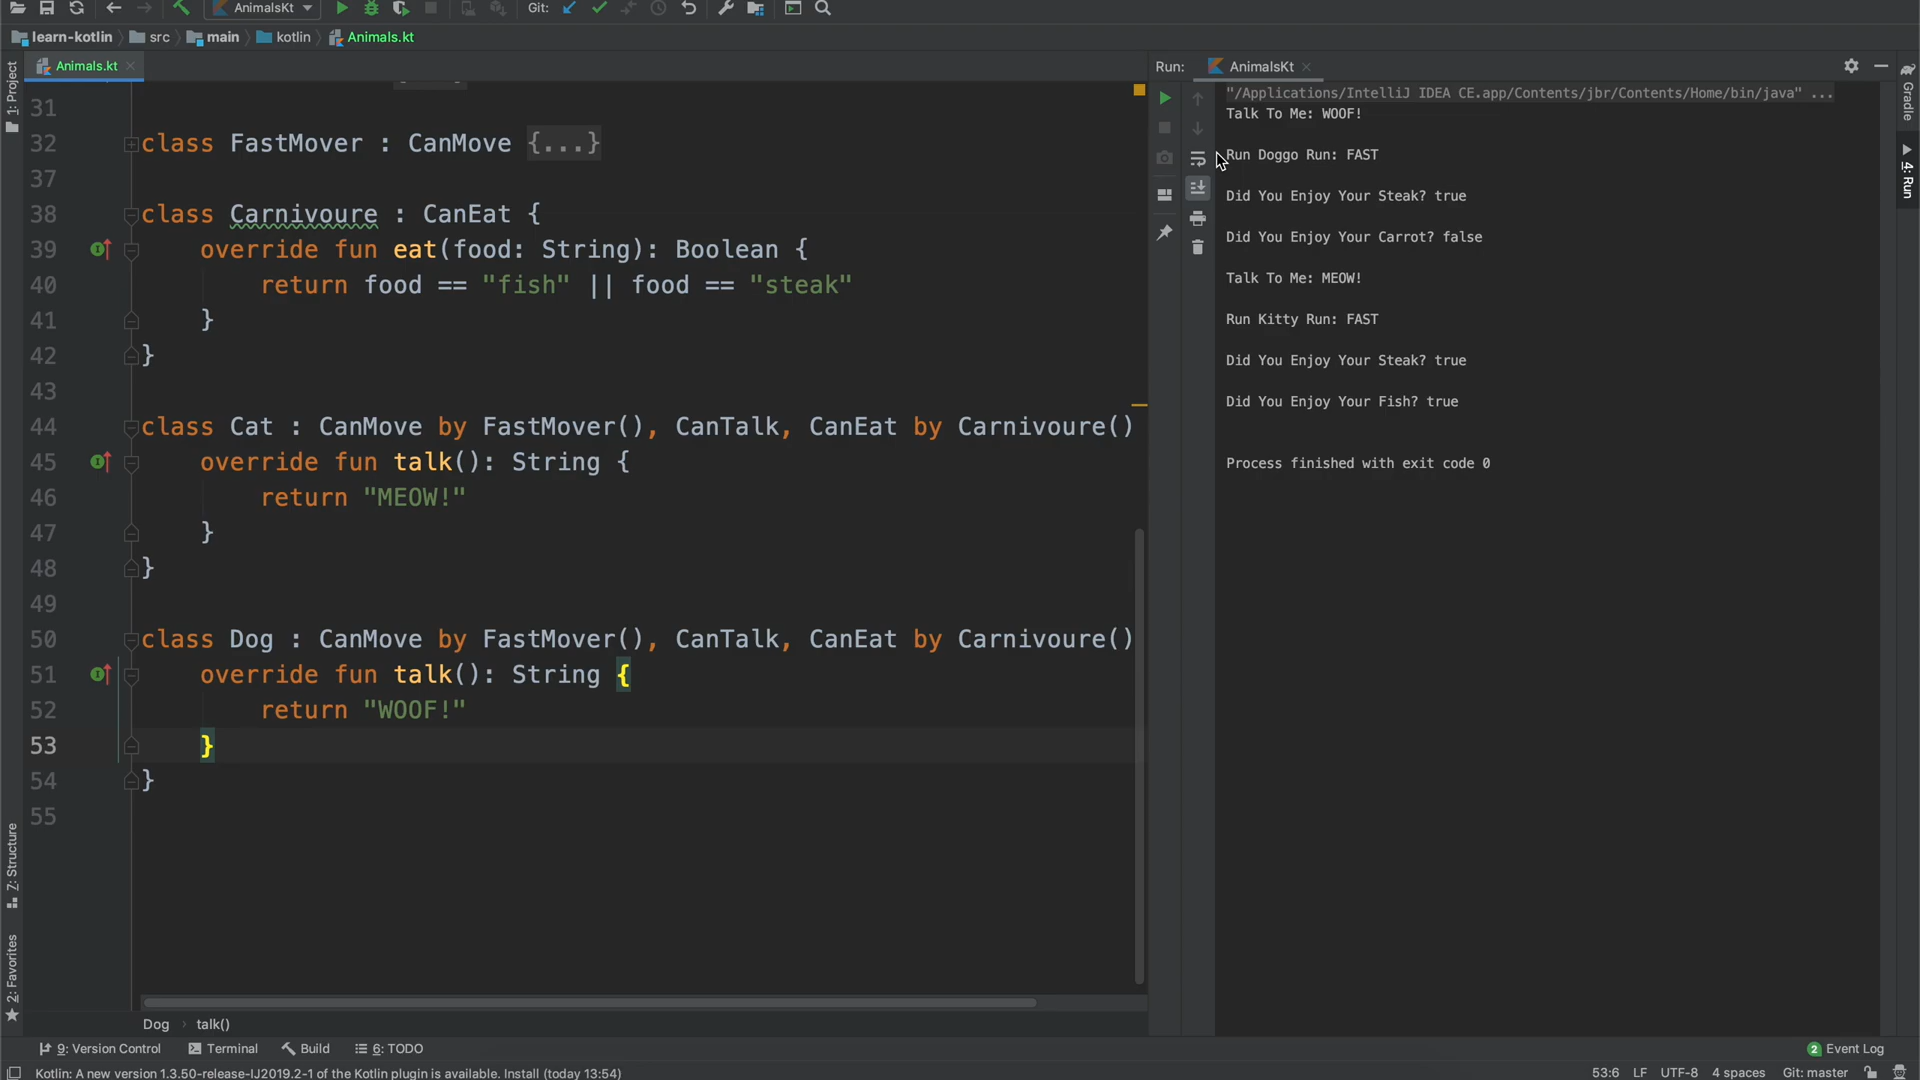 AnimalsKt
Git:
learn-kotlin
src
main
kotlin
Animals.kt
Animals.kt
Run:
AnimalsKt
1: Project
Gradle
4: Run
31
32 class FastMover : CanMove {...}
37
38 class Carnivoure : CanEat {
39 override fun eat(food: String): Boolean {
40 return food == "fish" || food == "steak"
41 }
42 }
43
44 class Cat : CanMove by FastMover(), CanTalk, CanEat by Carnivoure()
45 override fun talk(): String {
46 return "MEOW!"
47 }
48 }
49
50 class Dog : CanMove by FastMover(), CanTalk, CanEat by Carnivoure()
51 override fun talk(): String {
52 return "WOOF!"
53 }
54 }
55
"/Applications/IntelliJ IDEA CE.app/Contents/jbr/Contents/Home/bin/java" ...
Talk To Me: WOOF!
Run Doggo Run: FAST
Did You Enjoy Your Steak? true
Did You Enjoy Your Carrot? false
Talk To Me: MEOW!
Run Kitty Run: FAST
Did You Enjoy Your Steak? true
Did You Enjoy Your Fish? true
Process finished with exit code 0
Z: Structure
2: Favorites
Dog
talk()
9: Version Control
Terminal
Build
6: TODO
2 Event Log
Kotlin: A new version 1.3.50-release-IJ2019.2-1 of the Kotlin plugin is available. Install (today 13:54)
53:6 LF UTF-8 4 spaces Git: master